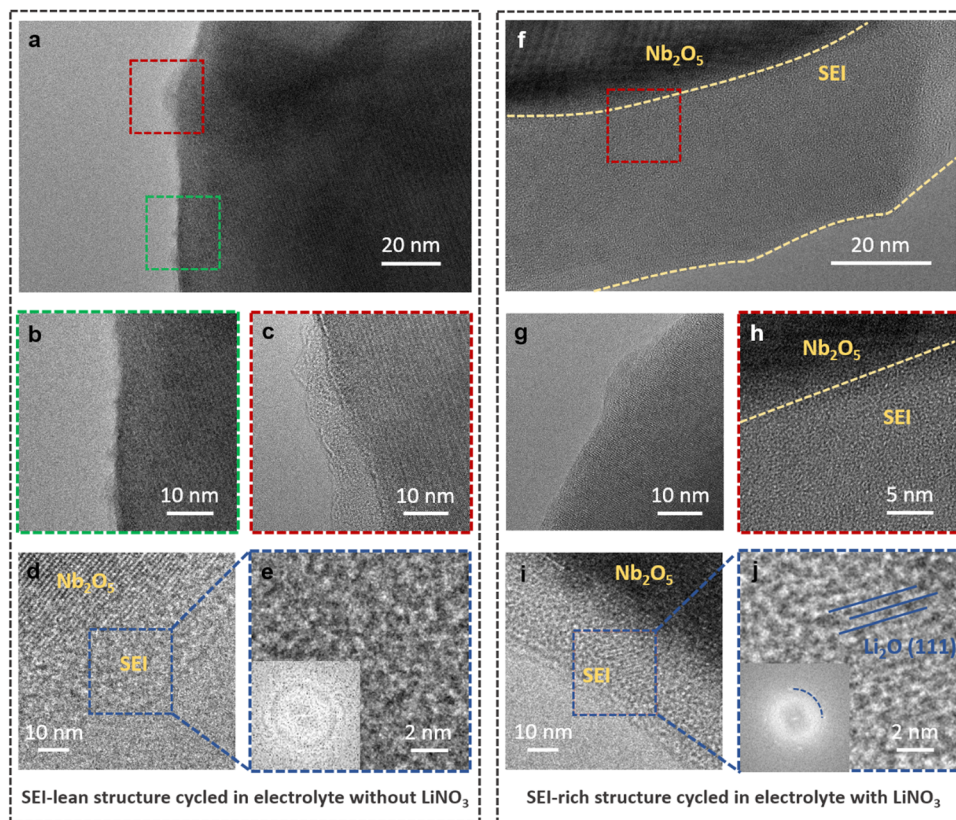 a
20 nm
b
10 nm
c
10 nm
d
Nb₂O₅
SEI
10 nm
e
2 nm
SEI-lean structure cycled in electrolyte without LiNO₃
f
Nb₂O₅
SEI
20 nm
g
10 nm
h
Nb₂O₅
SEI
5 nm
i
Nb₂O₅
SEI
10 nm
j
Li₂O (111)
2 nm
SEI-rich structure cycled in electrolyte with LiNO₃